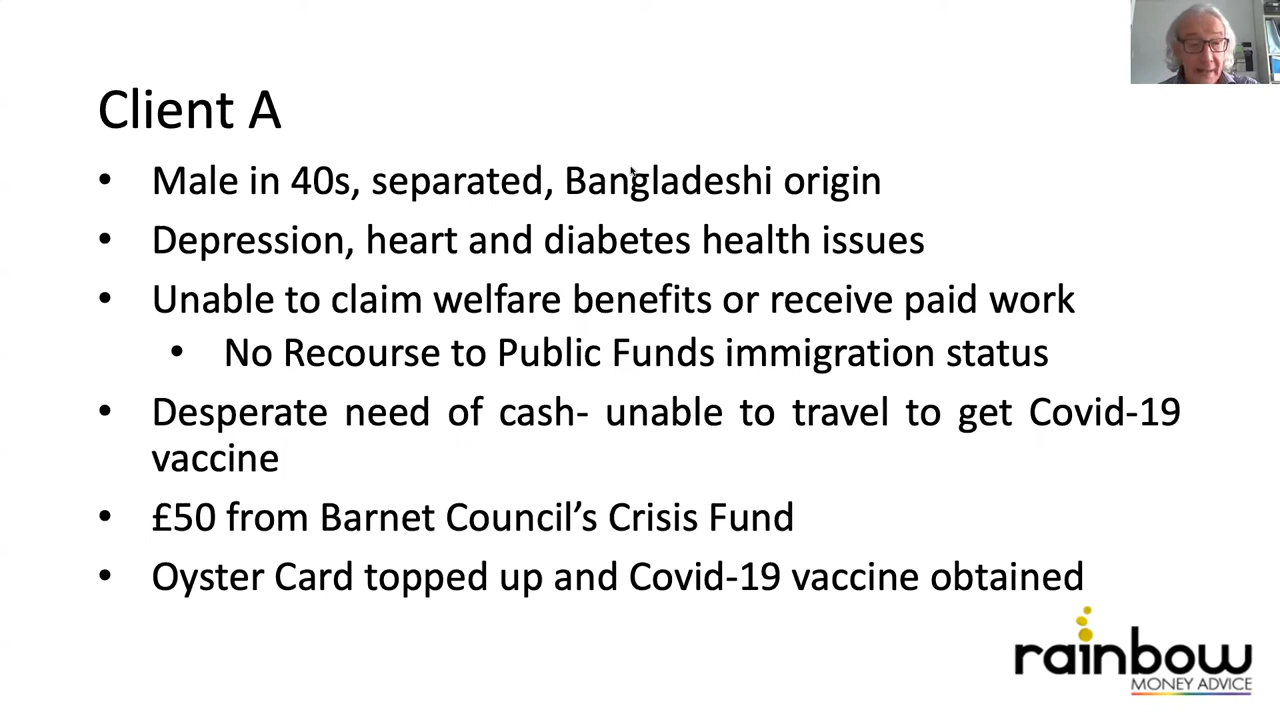 Client A
• Male in 40s, separated, Bangladeshi origin
• Depression, heart and diabetes health issues
• Unable to claim welfare benefits or receive paid work
• No Recourse to Public Funds immigration status
• Desperate need of cash- unable to travel to get Covid-19
vaccine
• £50 from Barnet Council’s Crisis Fund
• Oyster Card topped up and Covid-19 vaccine obtained
rainbow
MONEY ADVICE